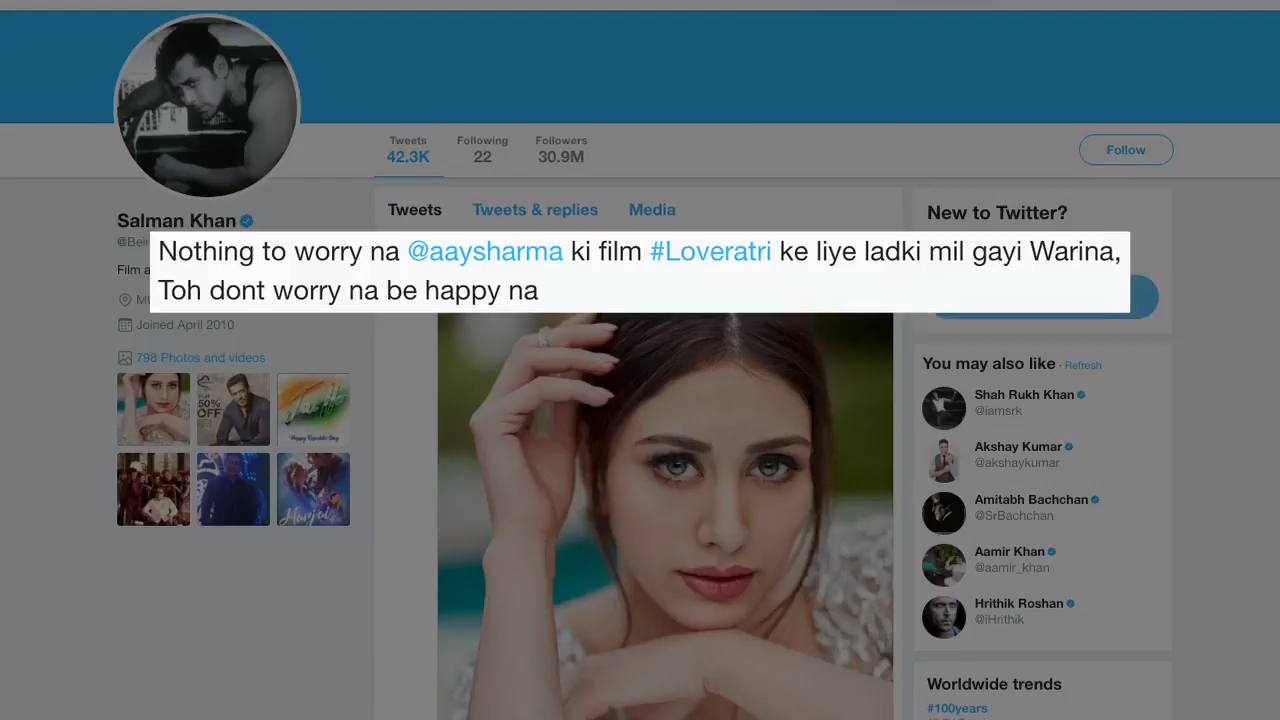 Tweets
42.3K
Following
22
Followers
30.9M
Follow
Salman Khan
Tweets
Tweets & replies
Media
New to Twitter?
Nothing to worry na @aaysharma ki film #Loveratri ke liye ladki mil gayi Warina,
Toh dont worry na be happy na
Joined April 2010
798 Photos and videos
50%
OFF
Happy Republic Day
You may also like · Refresh
Shah Rukh Khan
@iamsrk
Akshay Kumar
@akshaykumar
Amitabh Bachchan
@SrBachchan
Aamir Khan
@aamir_khan
Hrithik Roshan
@iHrithik
Worldwide trends
#100years